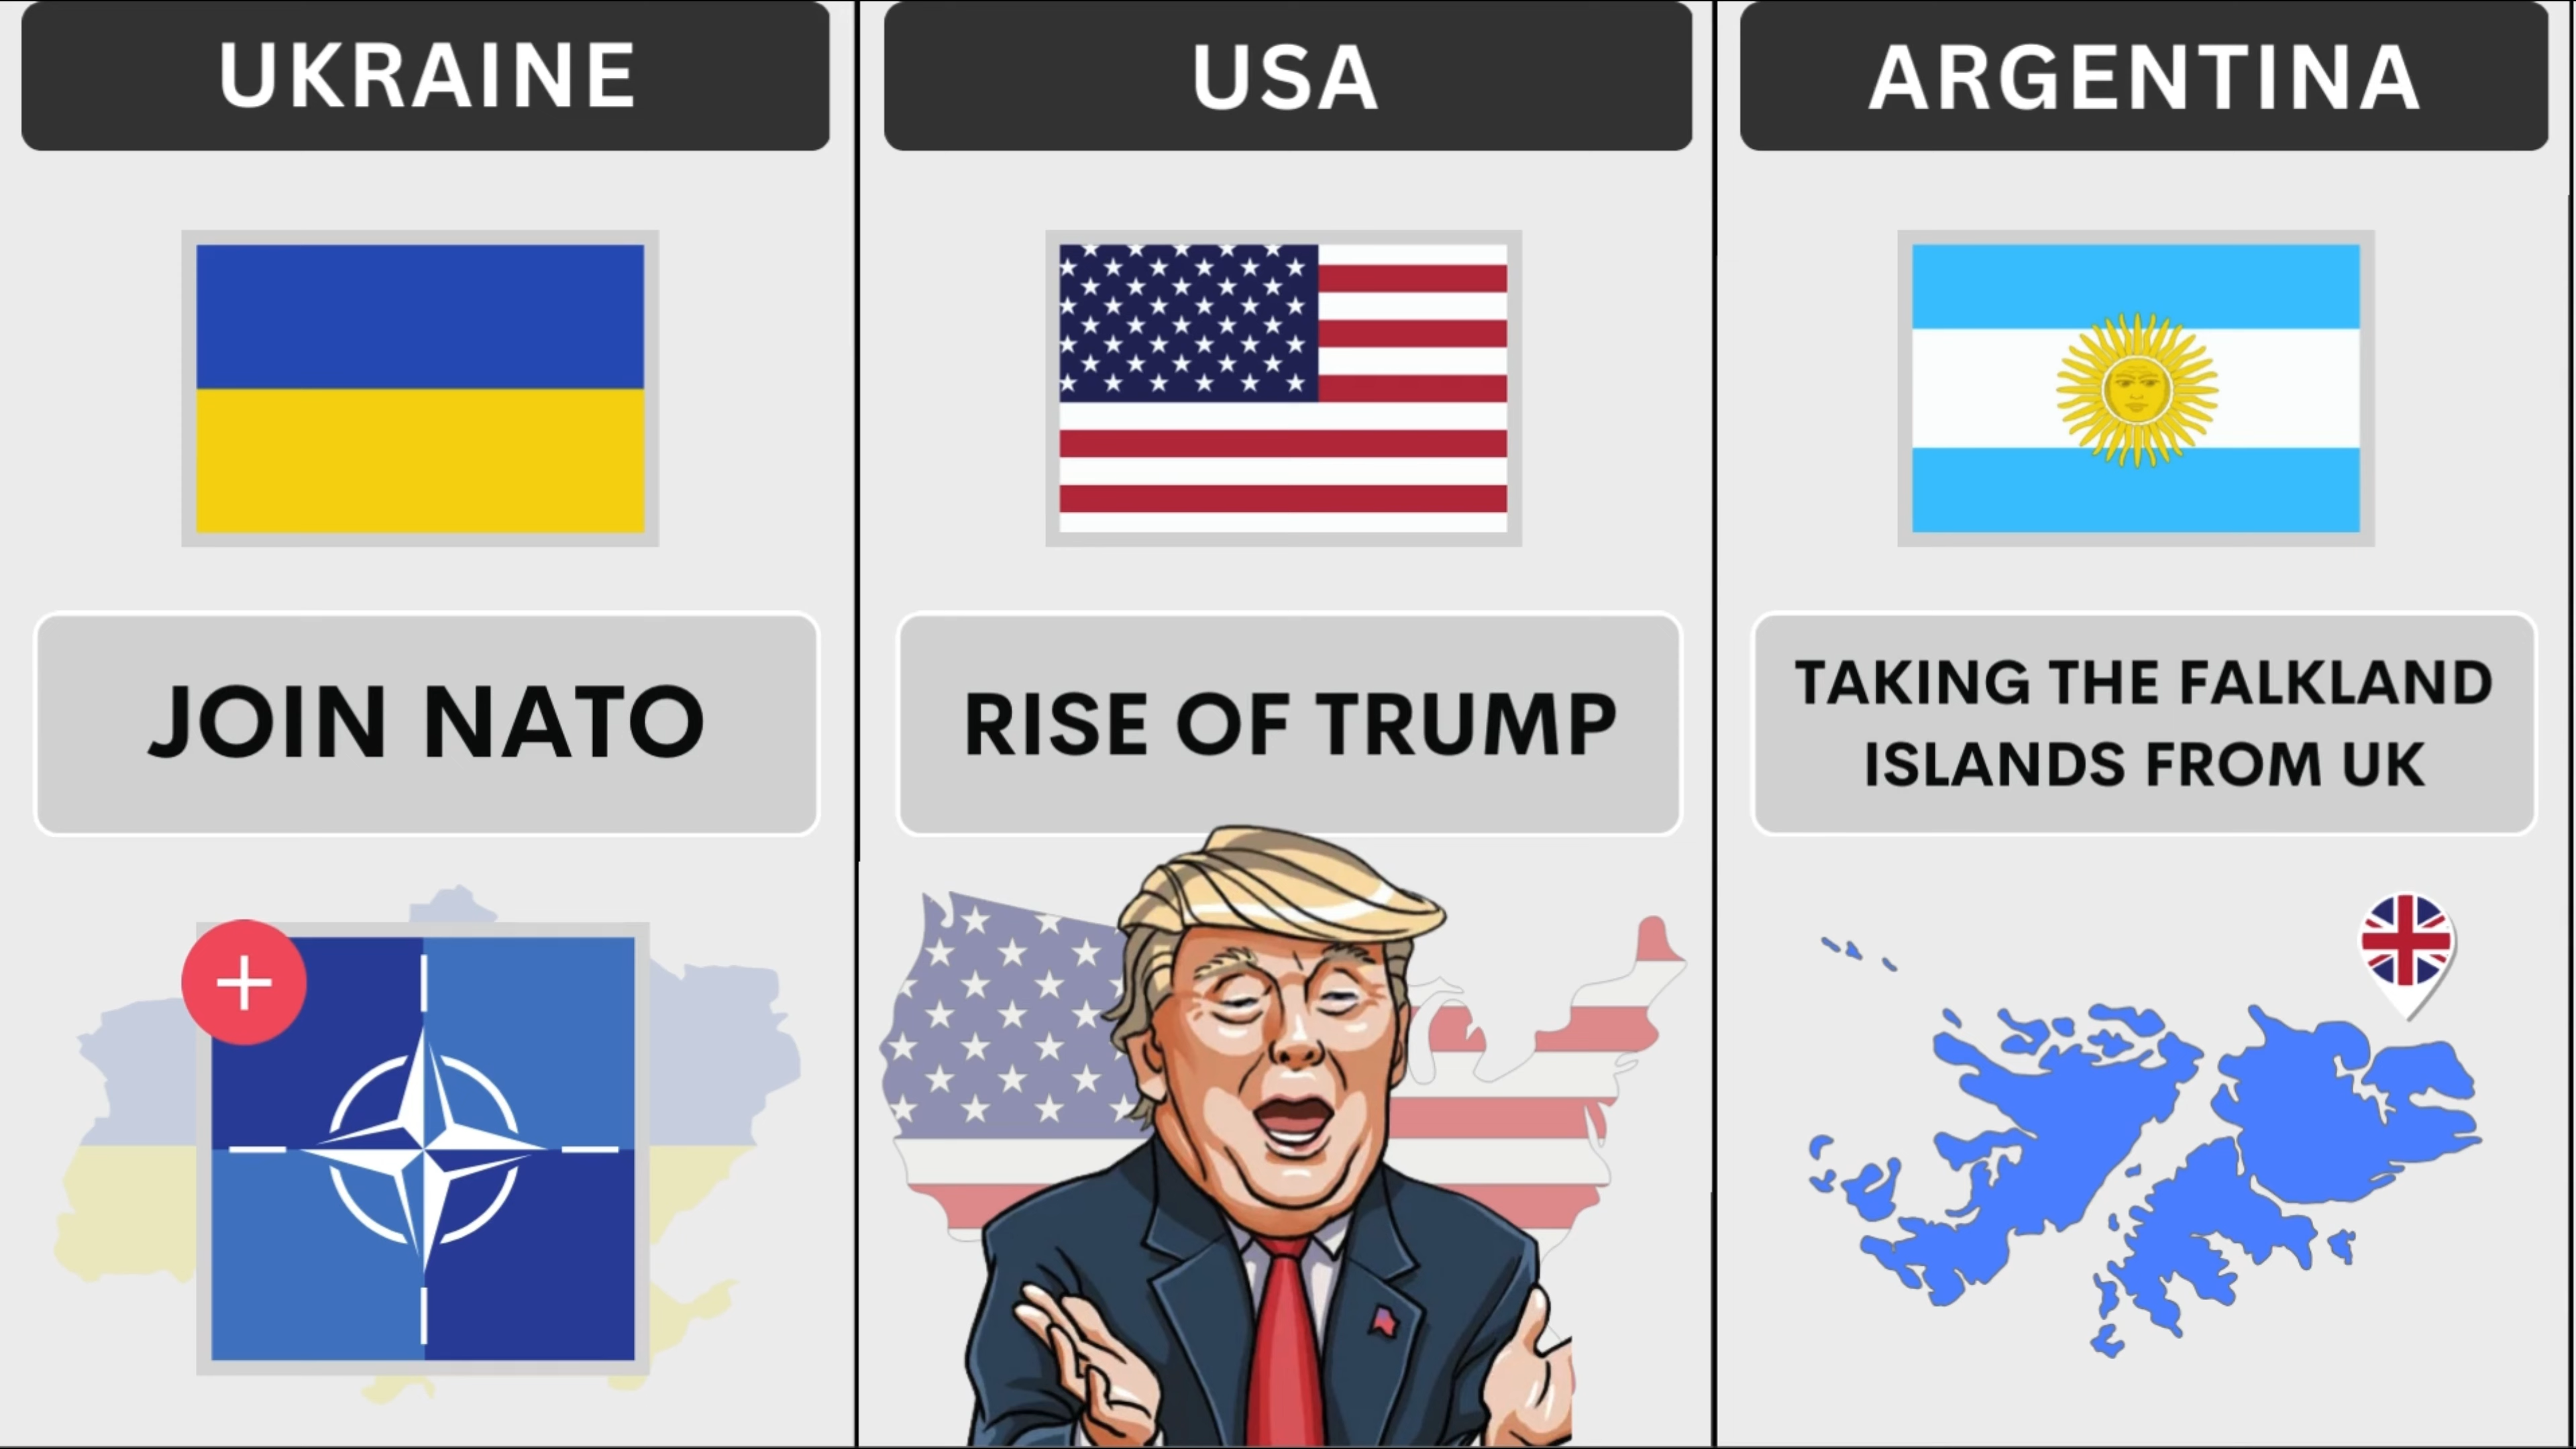 UKRAINE
USA
ARGENTINA
JOIN NATO
RISE OF TRUMP
TAKING THE FALKLAND
ISLANDS FROM UK